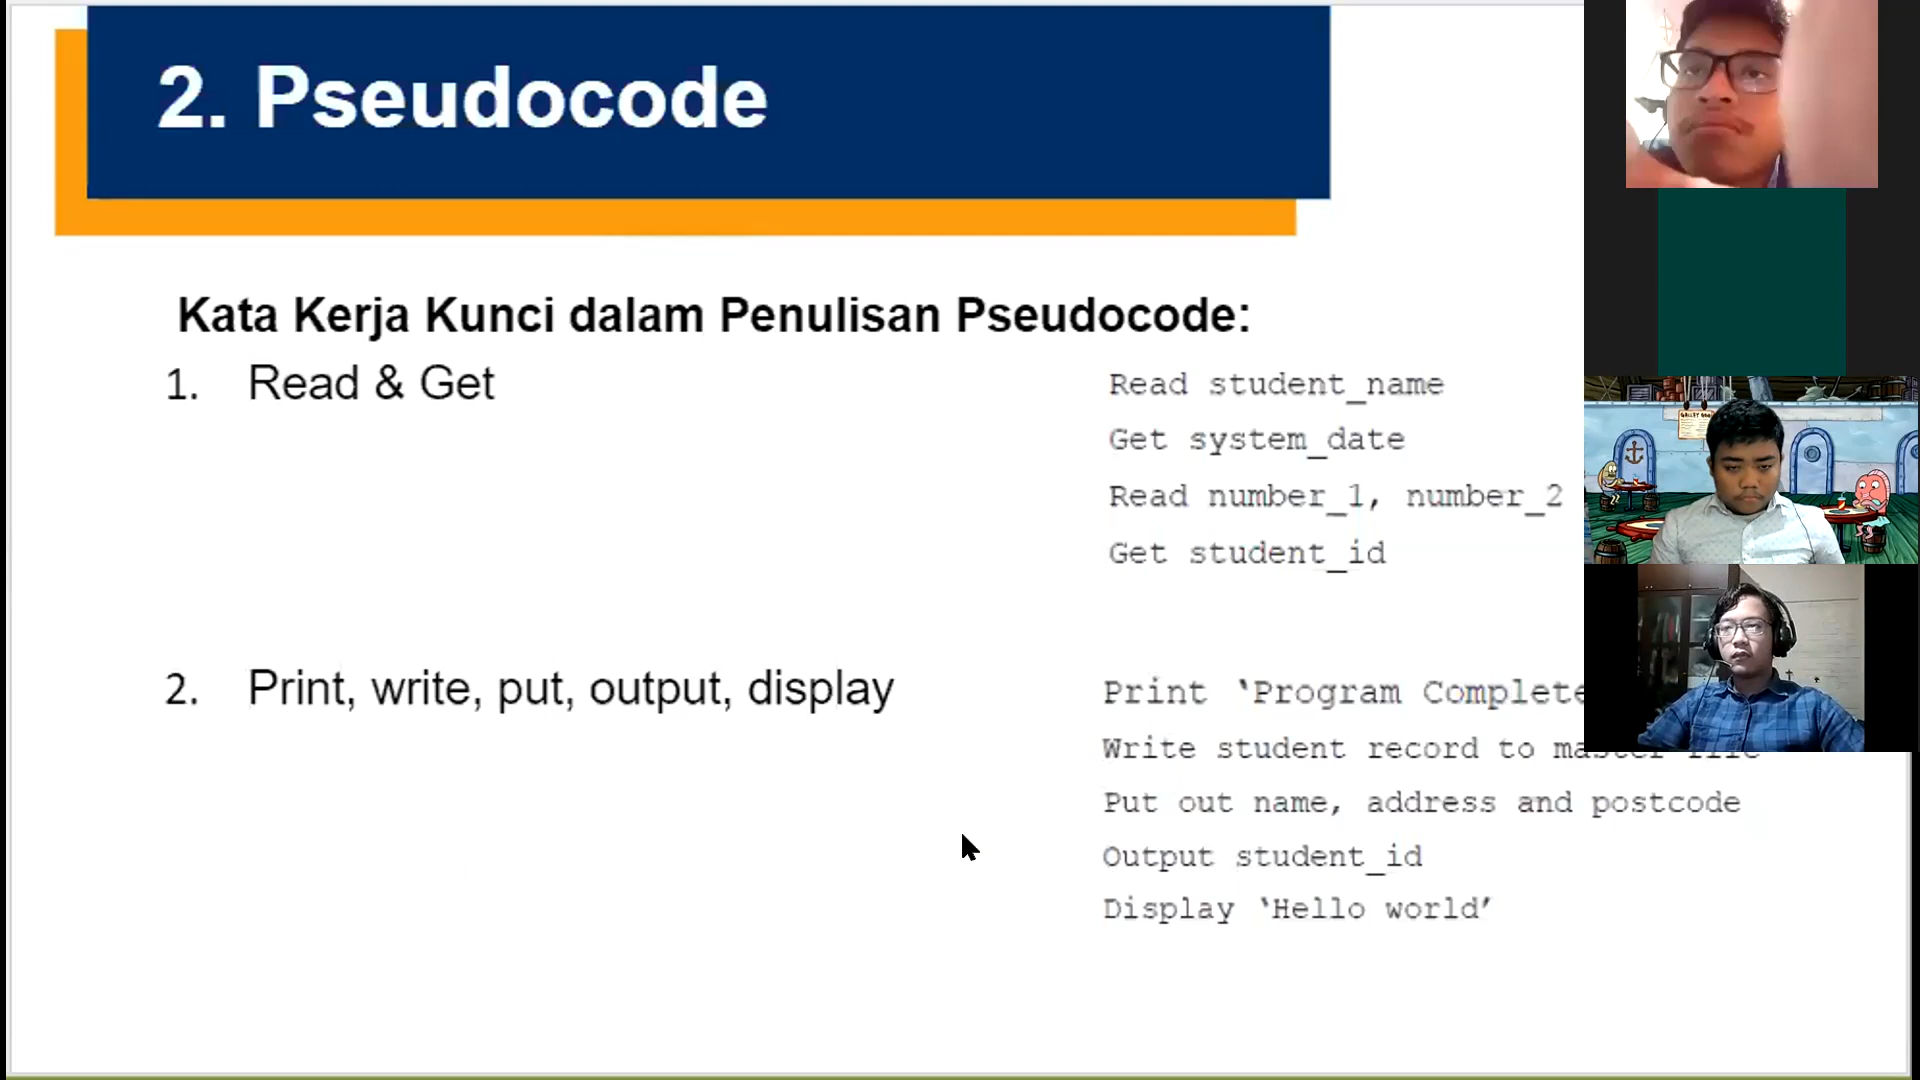 2. Pseudocode
Kata Kerja Kunci dalam Penulisan Pseudocode:
1. Read & Get
Read student_name
Get system_date
Read number_1, number_2
Get student_id
2. Print, write, put, output, display
Print ‘Program Complete
Write student record to master file
Put out name, address and postcode
Output student_id
Display ‘Hello world’